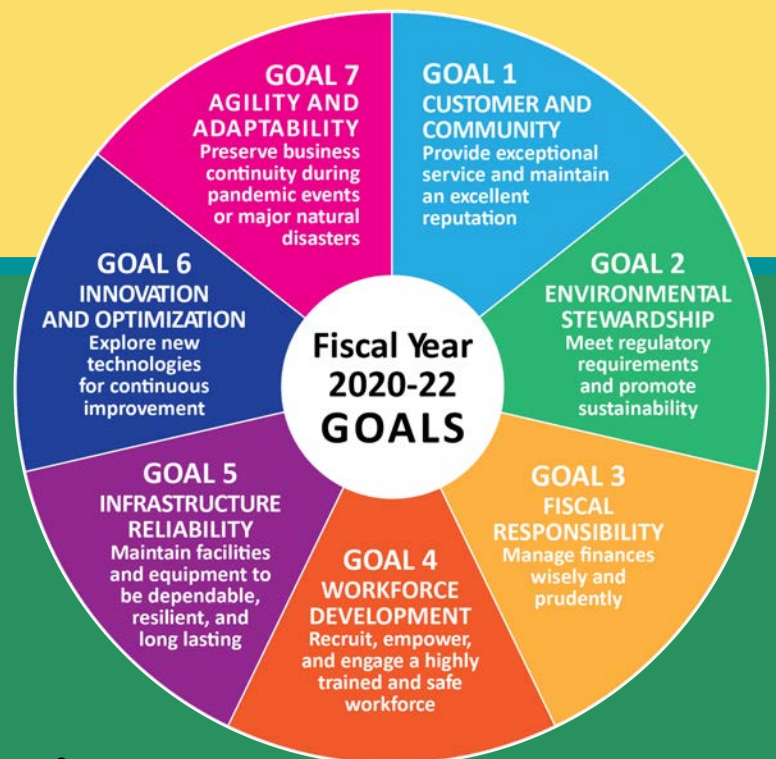 Fiscal Year
2020-22
GOALS
GOAL 1
CUSTOMER AND
COMMUNITY
Provide exceptional
service and maintain
an excellent
reputation
GOAL 2
ENVIRONMENTAL
STEWARDSHIP
Meet regulatory
requirements
and promote
sustainability
GOAL 3
FISCAL
RESPONSIBILITY
Manage finances
wisely and
prudently
GOAL 4
WORKFORCE
DEVELOPMENT
Recruit, empower,
and engage a highly
trained and safe
workforce
GOAL 5
INFRASTRUCTURE
RELIABILITY
Maintain facilities
and equipment to
be dependable,
resilient, and
long lasting
GOAL 6
INNOVATION
AND OPTIMIZATION
Explore new
technologies
for continuous
improvement
GOAL 7
AGILITY AND
ADAPTABILITY
Preserve business
continuity during
pandemic events
or major natural
disasters